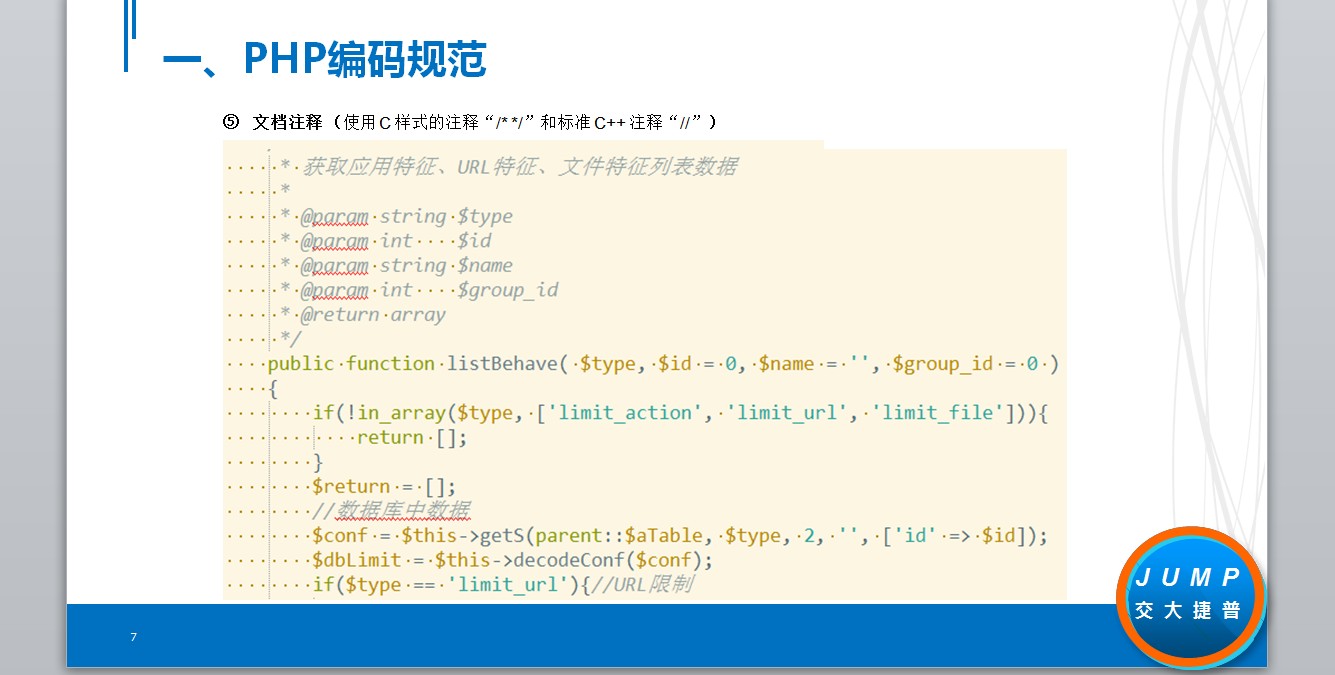 一、PHP编码规范
⑤ 文档注释（使用C样式的注释“/* */”和标准C++注释“//”）
* 获取应用特征、URL特征、文件特征列表数据
*
* @param string $type
* @param int    $id
* @param string $name
* @param int    $group_id
* @return array
*/
public function listBehave( $type, $id = 0, $name = '', $group_id = 0 )
{
if(!in_array($type, ['limit_action', 'limit_url', 'limit_file'])){
return [];
}
$return = [];
//数据库中数据
$conf = $this->getS(parent::$aTable, $type, 2, '', ['id' => $id]);
$dbLimit = $this->decodeConf($conf);
if($type == 'limit_url'){//URL限制
JUMP
交大捷普
7